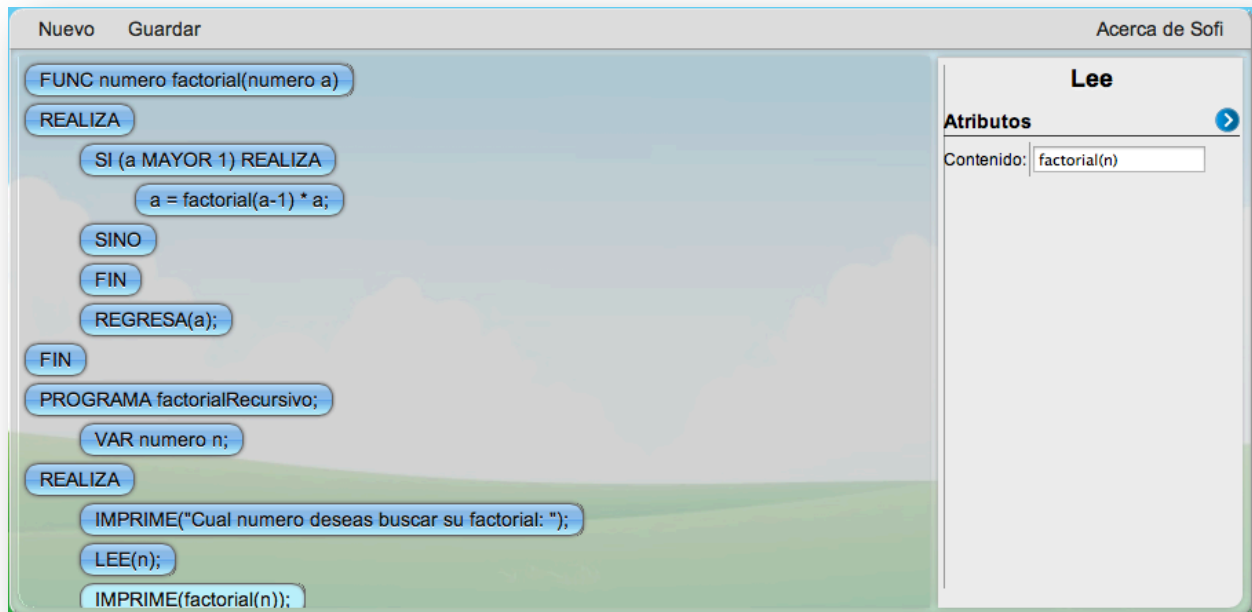 Nuevo Guardar Acerca de Sofi
FUNC numero factorial(numero a)
REALIZA
SI (a MAYOR 1) REALIZA
a = factorial(a-1) * a;
SINO
FIN
REGRESA(a);
FIN
PROGRAMA factorialRecursivo;
VAR numero n;
REALIZA
IMPRIME("Cual numero deseas buscar su factorial: ");
LEE(n);
IMPRIME(factorial(n));
Lee
Atributos
Contenido: factorial(n)